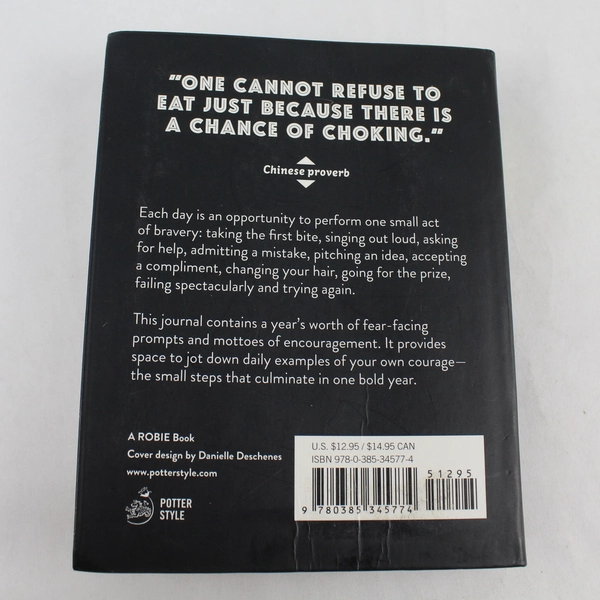 "ONE CANNOT REFUSE TO
EAT JUST BECAUSE THERE IS
A CHANCE OF CHOKING."
Chinese proverb
Each day is an opportunity to perform one small act
of bravery: taking the first bite, singing out loud, asking
for help, admitting a mistake, pitching an idea, accepting
a compliment, changing your hair, going for the prize,
failing spectacularly and trying again.
This journal contains a year's worth of fear-facing
prompts and mottoes of encouragement. It provides
space to jot down daily examples of your own courage—
the small steps that culminate in one bold year.
A ROBIE Book
Cover design by Danielle Deschenes
www.potterstyle.com
POTTER
STYLE
U.S. $12.95 / $14.95 CAN
ISBN 978-0-385-34577-4
51295
9 780385 345774